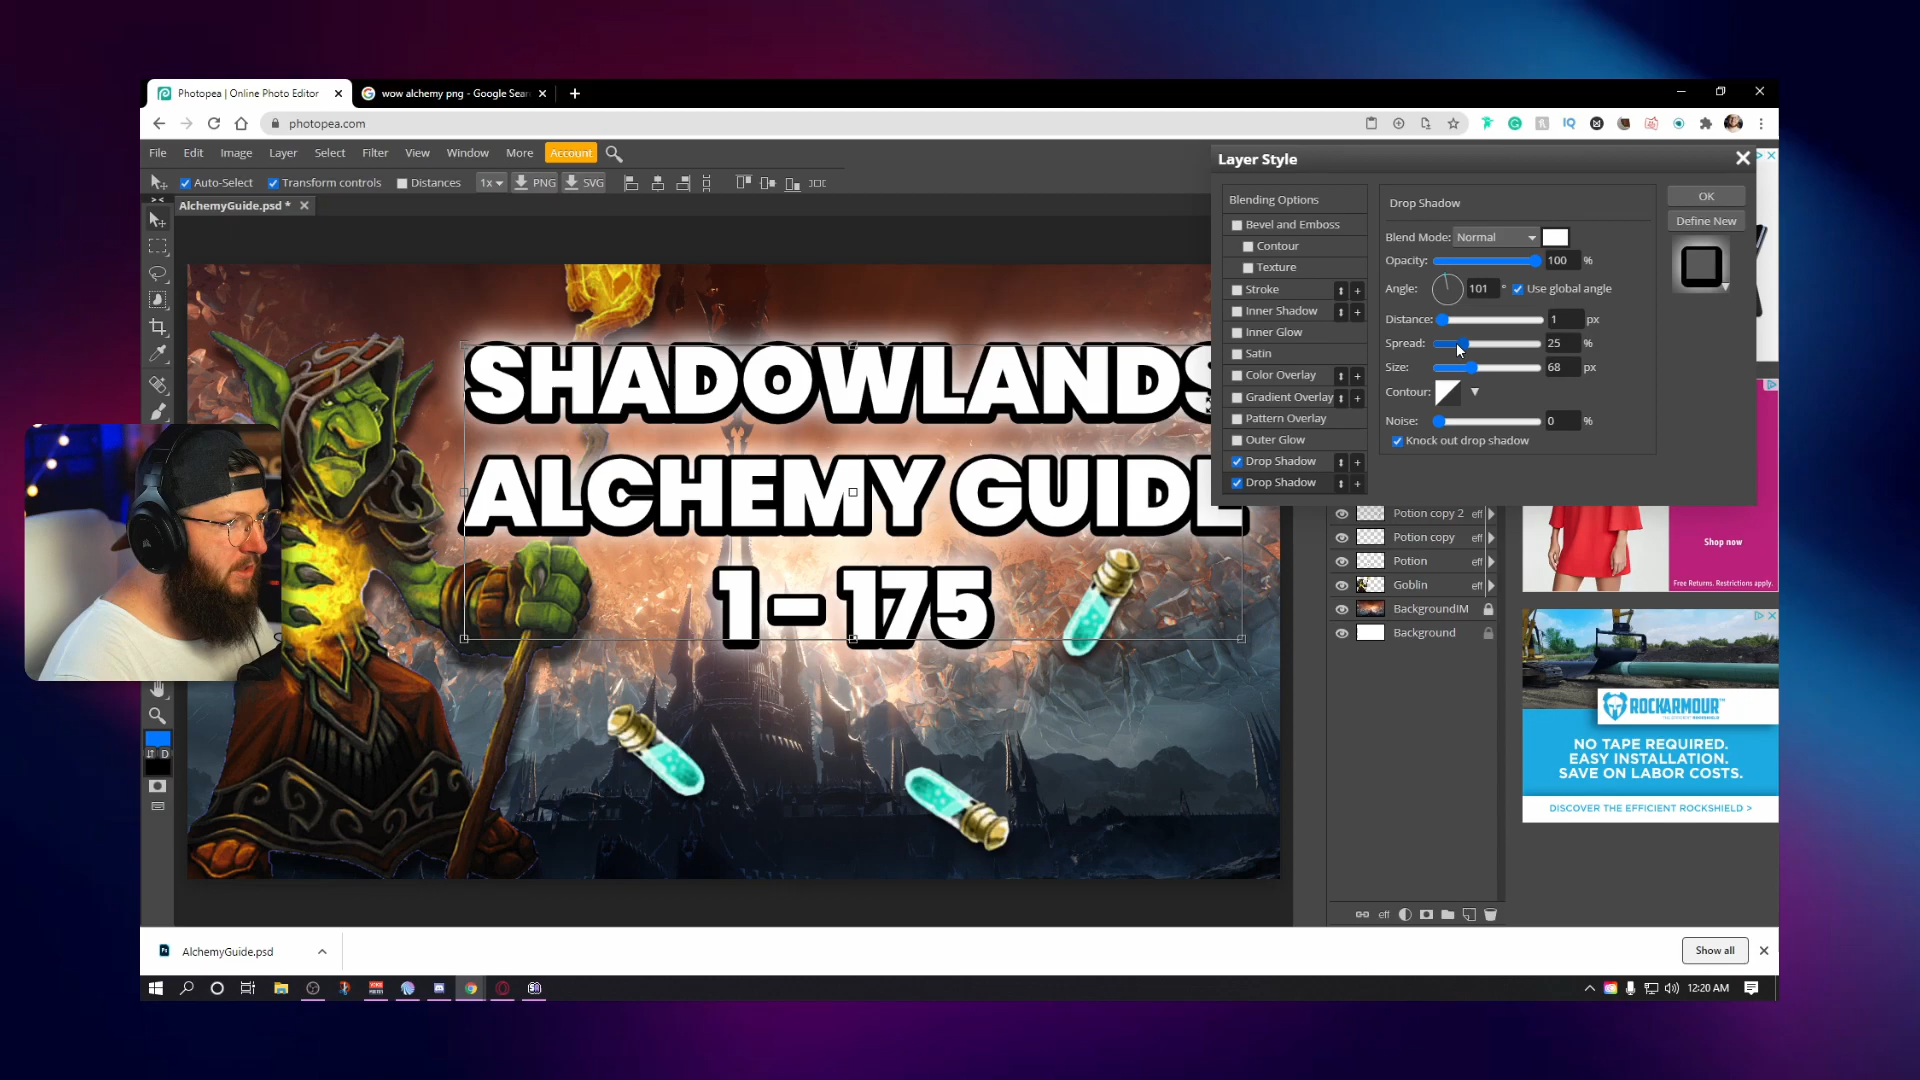 Photopea | Online Photo Editor
wow alchemy png - Google Sear
photopea.com
File Edit Image Layer Select Filter View Window More Account
Auto-Select Transform controls Distances 1x PNG SVG
AlchemyGuide.psd *
SHADOWLANDS
ALCHEMY GUIDE
1 - 175
Layer Style
Blending Options
Bevel and Emboss
Contour
Texture
Stroke
Inner Shadow
Inner Glow
Satin
Color Overlay
Gradient Overlay
Pattern Overlay
Outer Glow
Drop Shadow
Drop Shadow
Drop Shadow
Blend Mode: Normal
Opacity: 100 %
Angle: 101 ° Use global angle
Distance: 1 px
Spread: 25 %
Size: 68 px
Contour:
Noise: 0 %
Knock out drop shadow
OK
Define New
Potion copy 2 eff
Potion copy eff
Potion eff
Goblin eff
BackgroundIM
Background
eff
Shop now
Free Returns. Restrictions apply.
ROCKARMOUR
NO TAPE REQUIRED.
EASY INSTALLATION.
SAVE ON LABOR COSTS.
DISCOVER THE EFFICIENT ROCKSHIELD >
AlchemyGuide.psd
Show all
12:20 AM